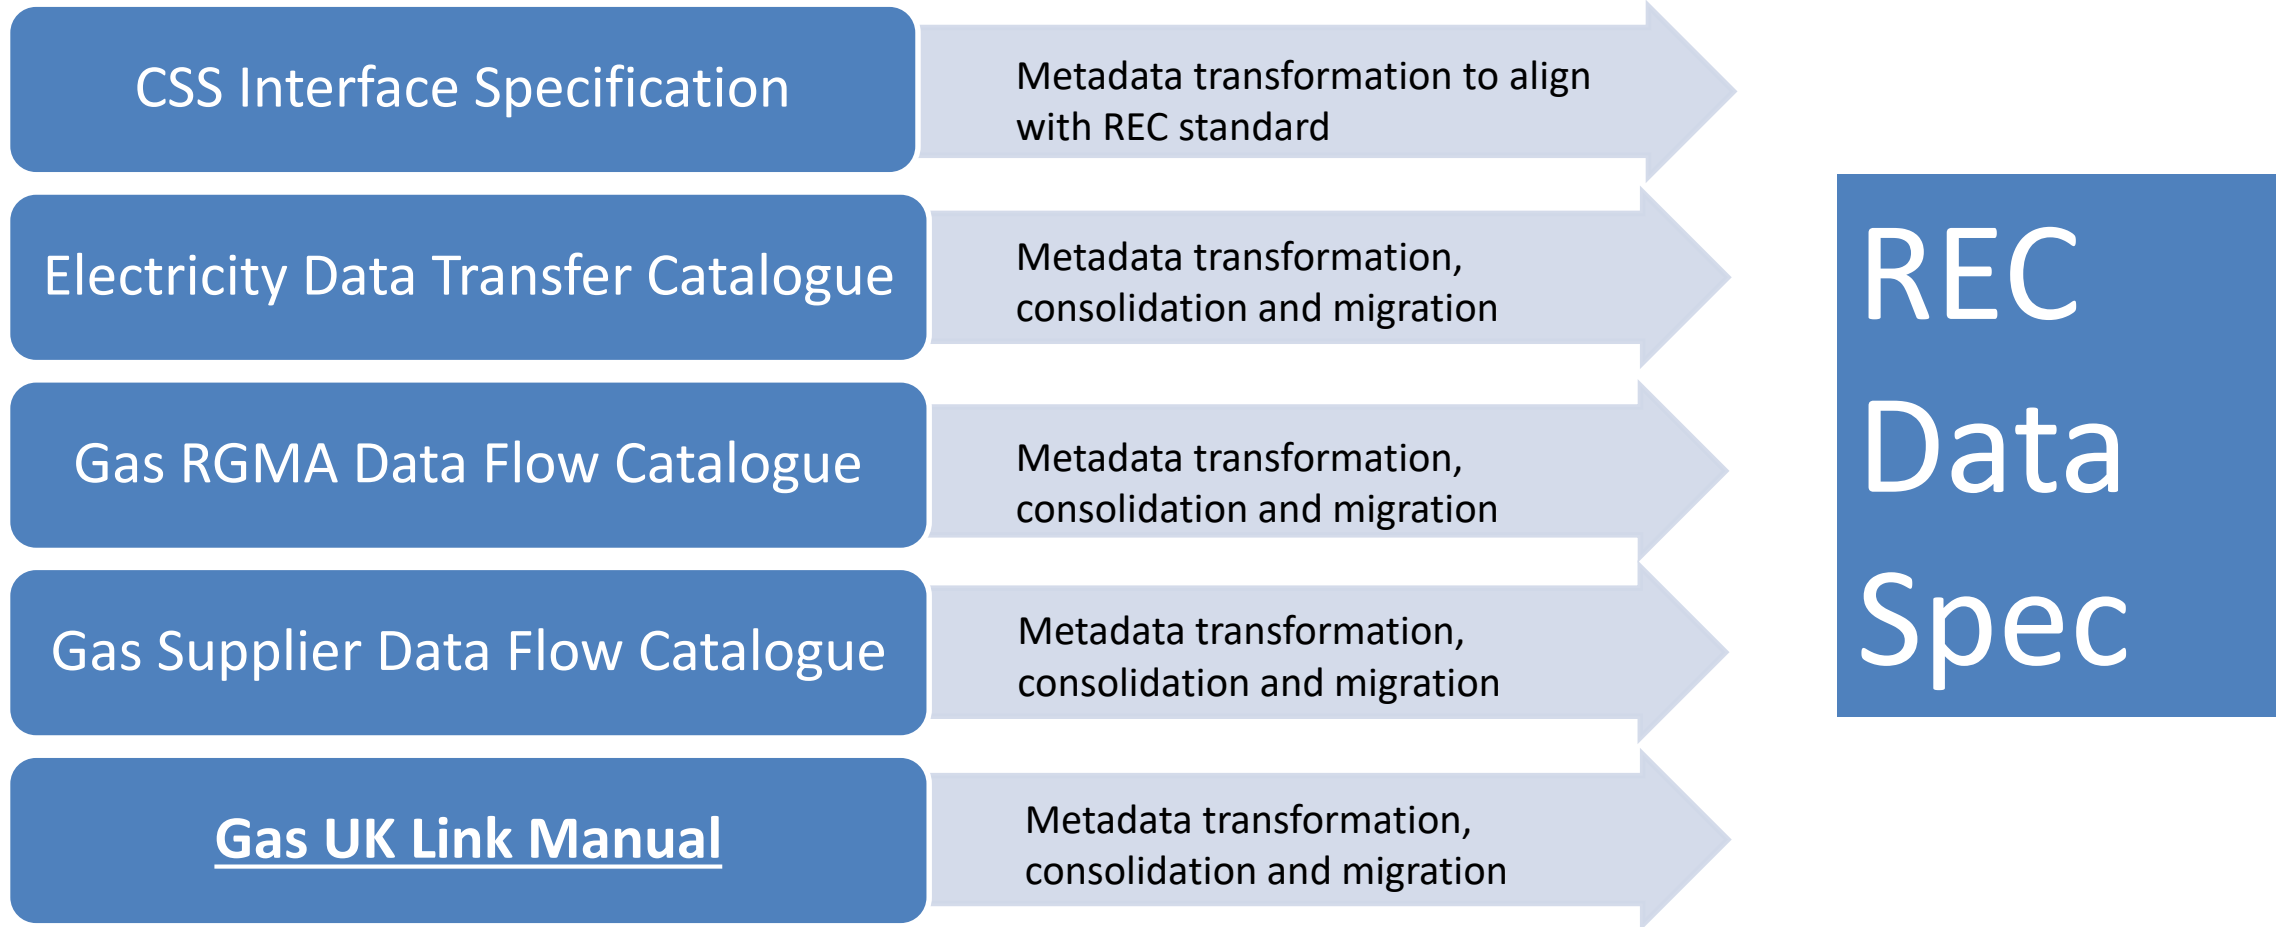 CSS Interface Specification
Metadata transformation to align
with REC standard
Electricity Data Transfer Catalogue
Metadata transformation,
consolidation and migration
Gas RGMA Data Flow Catalogue
Metadata transformation,
consolidation and migration
Gas Supplier Data Flow Catalogue
Metadata transformation,
consolidation and migration
Gas UK Link Manual
Metadata transformation,
consolidation and migration
REC
Data
Spec